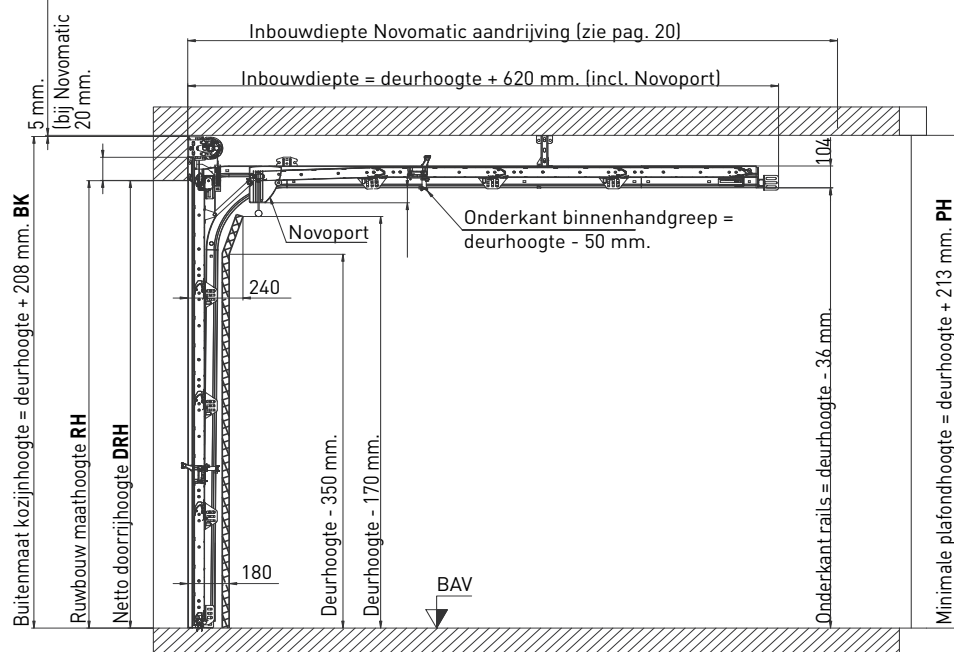 Inbouwdiepte Novomatic aandrijving (zie pag. 20)
Inbouwdiepte = deurhoogte + 620 mm. (incl. Novoport)
5 mm.
(bij Novomatic
20 mm.
104
Onderkant binnenhandgreep =
deurhoogte - 50 mm.
Novoport
240
180
BAV
Buitenmaat kozijnhoogte = deurhoogte + 208 mm. BK
Ruwbouw maathoogte RH
Netto doorrijhoogte DRH
Deurhoogte - 350 mm.
Deurhoogte - 170 mm.
Onderkant rails = deurhoogte - 36 mm.
Minimale plafondhoogte = deurhoogte + 213 mm. PH